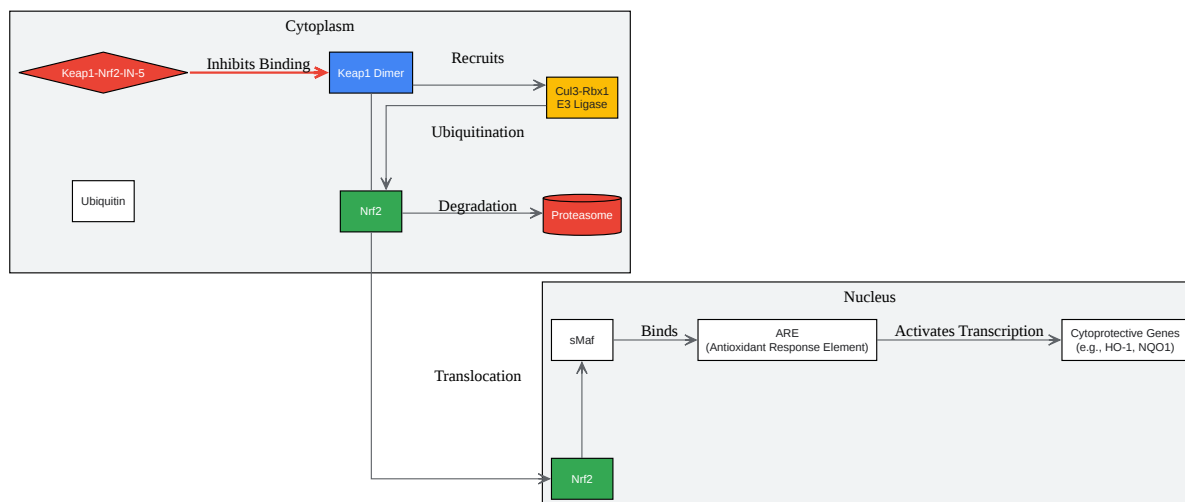 Cytoplasm
Keap1-Nrf2-IN-5
Inhibits Binding
Keap1 Dimer
Recruits
Cul3-Rbx1
E3 Ligase
Ubiquitination
Ubiquitin
Nrf2
Degradation
Proteasome
Nucleus
sMaf
Binds
ARE
(Antioxidant Response Element)
Activates Transcription
Cytoprotective Genes
(e.g., HO-1, NQO1)
Translocation
Nrf2